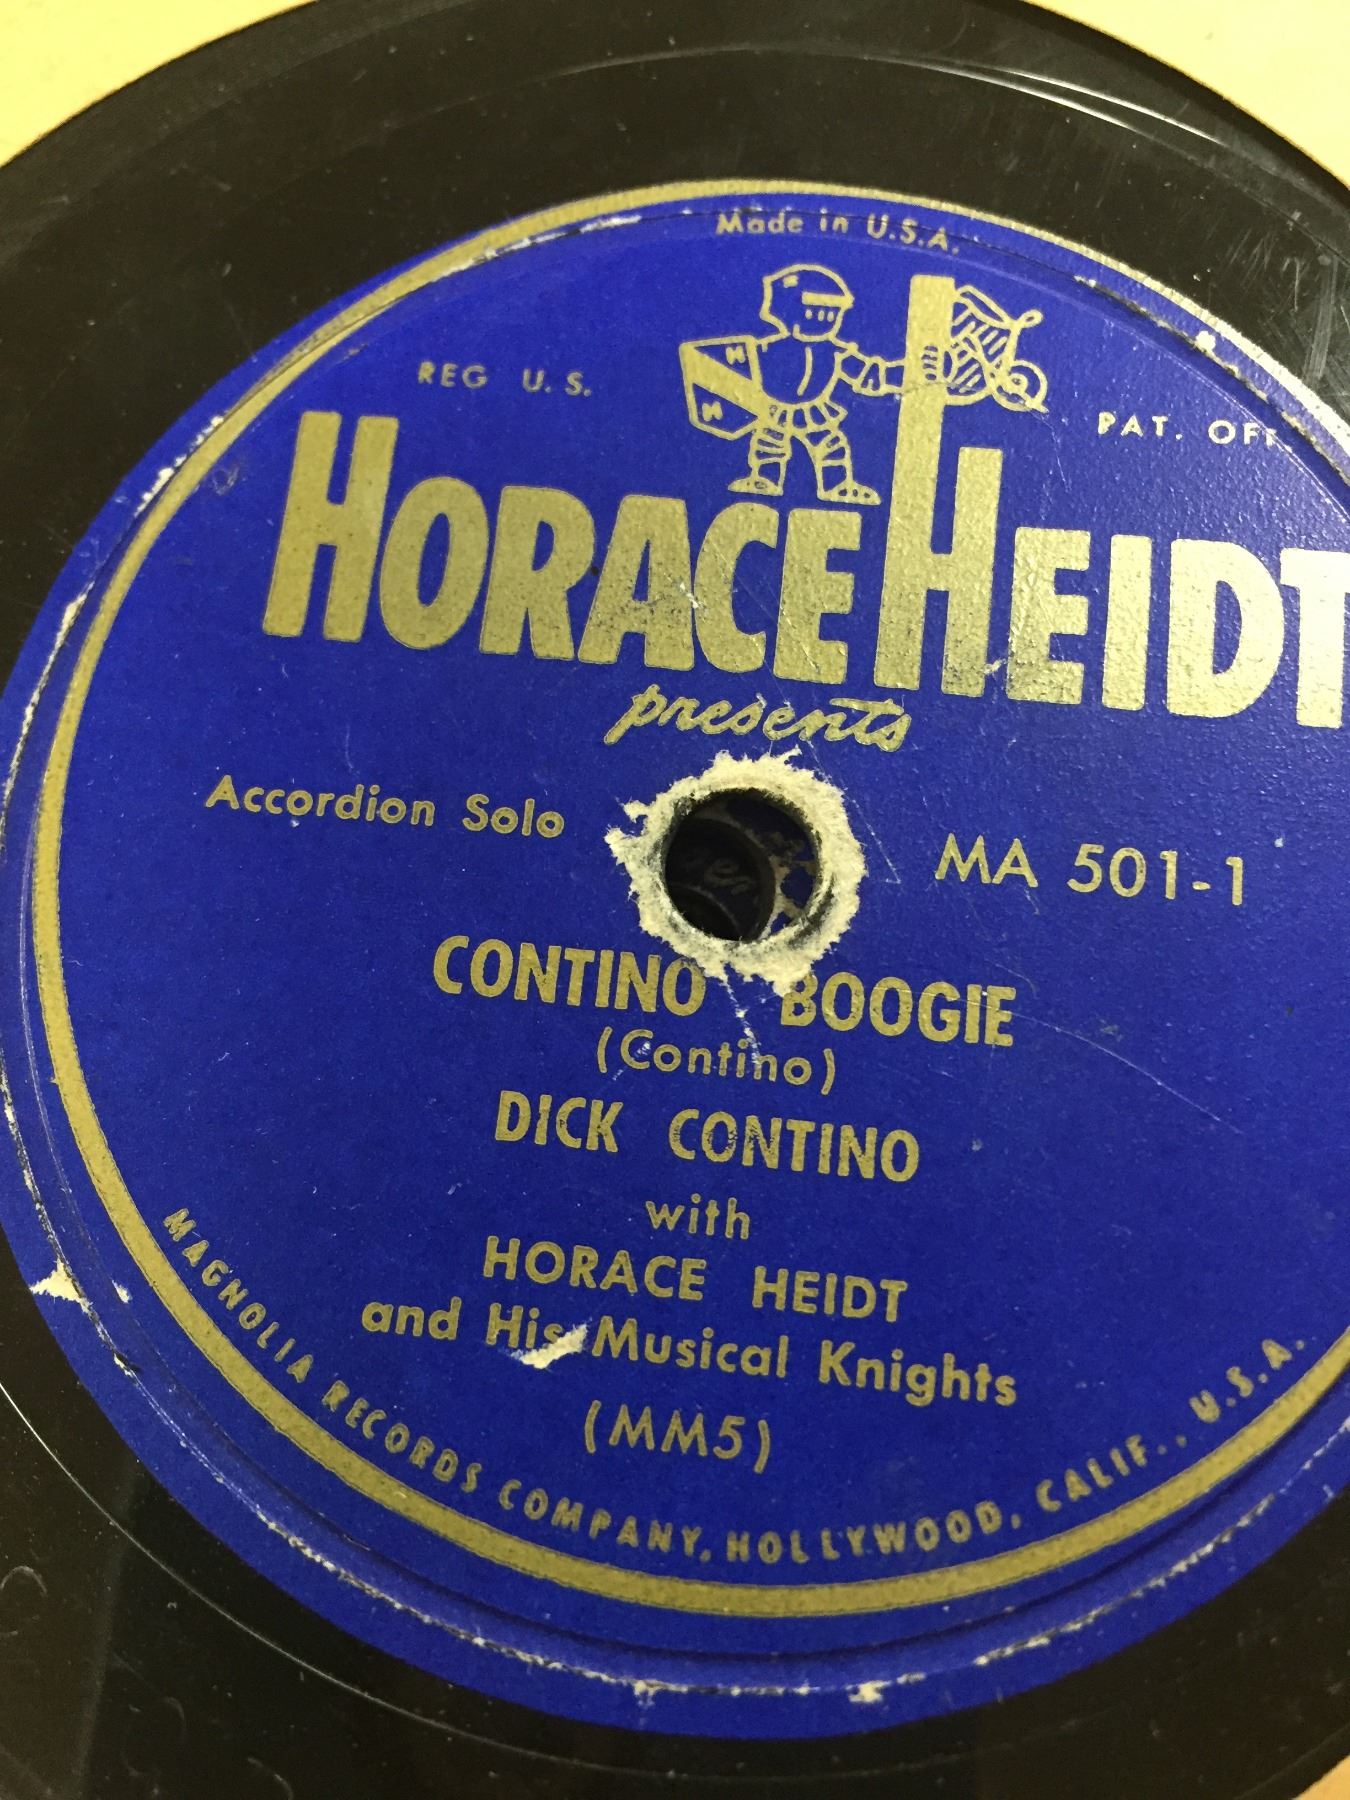 Made in U.S.A.
REG U.S. PAT. OFF.
H
H
HORACE HEIDT
presents
Accordion Solo
MA 501-1
CONTINO BOOGIE
(Contino)
DICK CONTINO
with
HORACE HEIDT
and His Musical Knights
(MM5)
MAGNOLIA RECORDS COMPANY, HOLLYWOOD, CALIF., U.S.A.